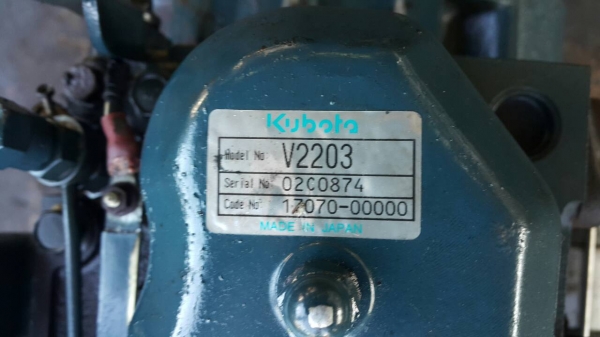 Kubota
Model No V2203
Serial No 02C0874
Code No 17070-00000
MADE IN JAPAN